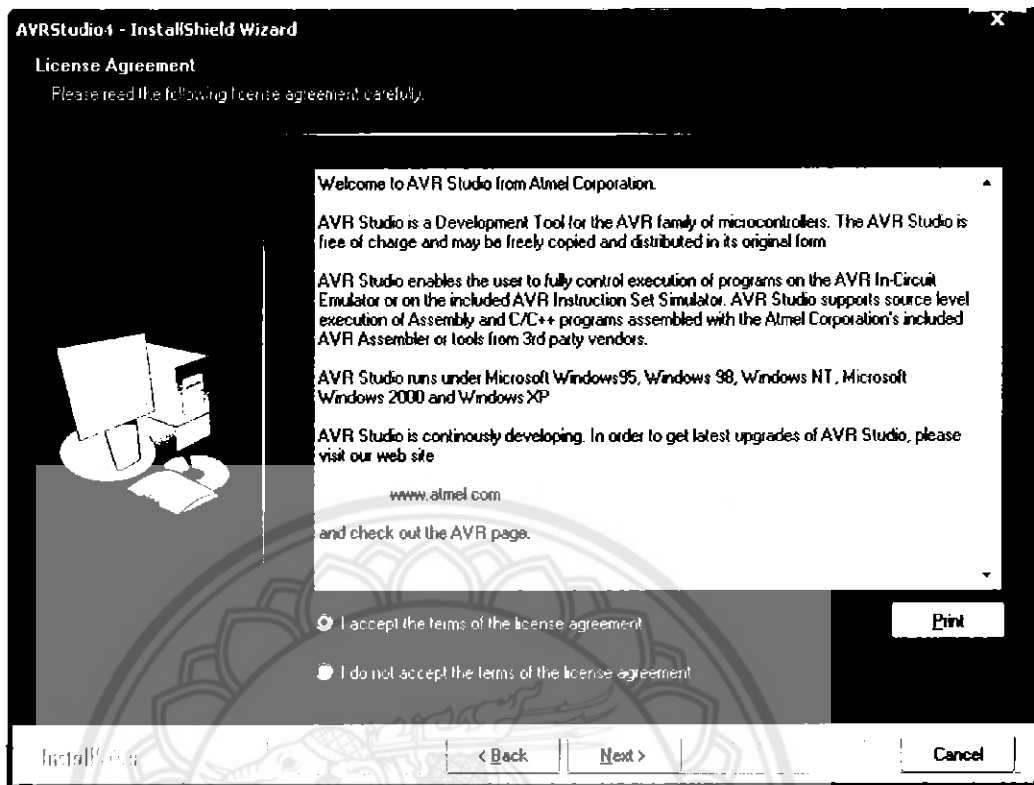 AVRStudio4 - InstallShield Wizard
X
License Agreement
Please read the following license agreement carefully.
Welcome to AVR Studio from Atmel Corporation.
AVR Studio is a Development Tool for the AVR family of microcontrollers. The AVR Studio is
free of charge and may be freely copied and distributed in its original form
AVR Studio enables the user to fully control execution of programs on the AVR In-Circuit
Emulator or on the included AVR Instruction Set Simulator. AVR Studio supports source level
execution of Assembly and C/C++ programs assembled with the Atmel Corporation's included
AVR Assembler or tools from 3rd party vendors.
AVR Studio runs under Microsoft Windows95, Windows 98, Windows NT, Microsoft
Windows 2000 and Windows XP
AVR Studio is continously developing. In order to get latest upgrades of AVR Studio, please
visit our web site
www.atmel.com
and check out the AVR page.
I accept the terms of the license agreement
Print
I do not accept the terms of the license agreement
< Back
Next >
Cancel